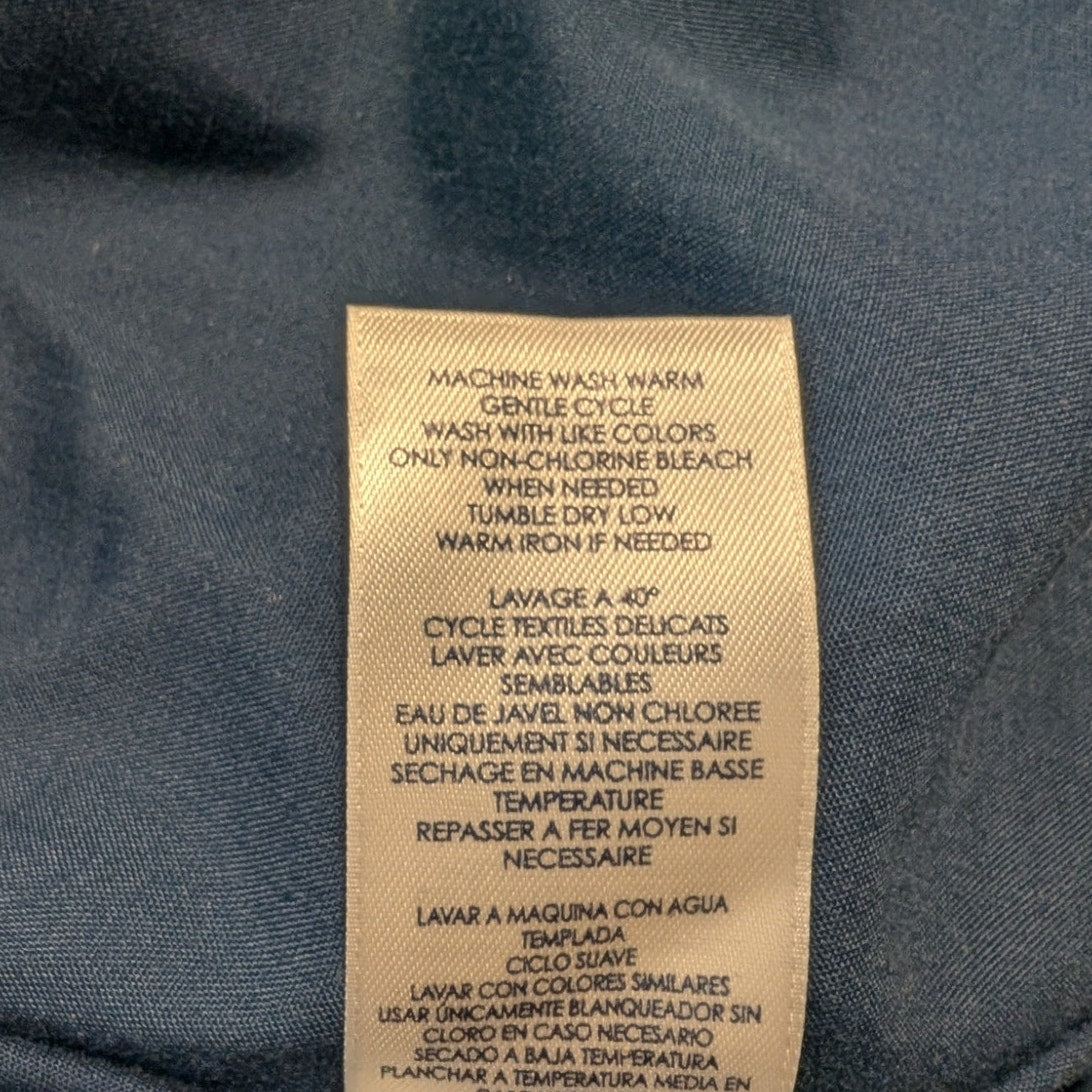 MACHINE WASH WARM
GENTLE CYCLE
WASH WITH LIKE COLORS
ONLY NON-CHLORINE BLEACH
WHEN NEEDED
TUMBLE DRY LOW
WARM IRON IF NEEDED
LAVAGE A 40°
CYCLE TEXTILES DELICATS
LAVER AVEC COULEURS
SEMBLABLES
EAU DE JAVEL NON CHLOREE
UNIQUEMENT SI NECESSAIRE
SECHAGE EN MACHINE BASSE
TEMPERATURE
REPASSER A FER MOYEN SI
NECESSAIRE
LAVAR A MAQUINA CON AGUA
TEMPLADA
CICLO SUAVE
LAVAR CON COLORES SIMILARES
USAR ÚNICAMENTE BLANQUEADOR SIN
CLORO EN CASO NECESARIO
SECADO A BAJA TEMPERATURA
PLANCHAR A TEMPERATURA MEDIA EN